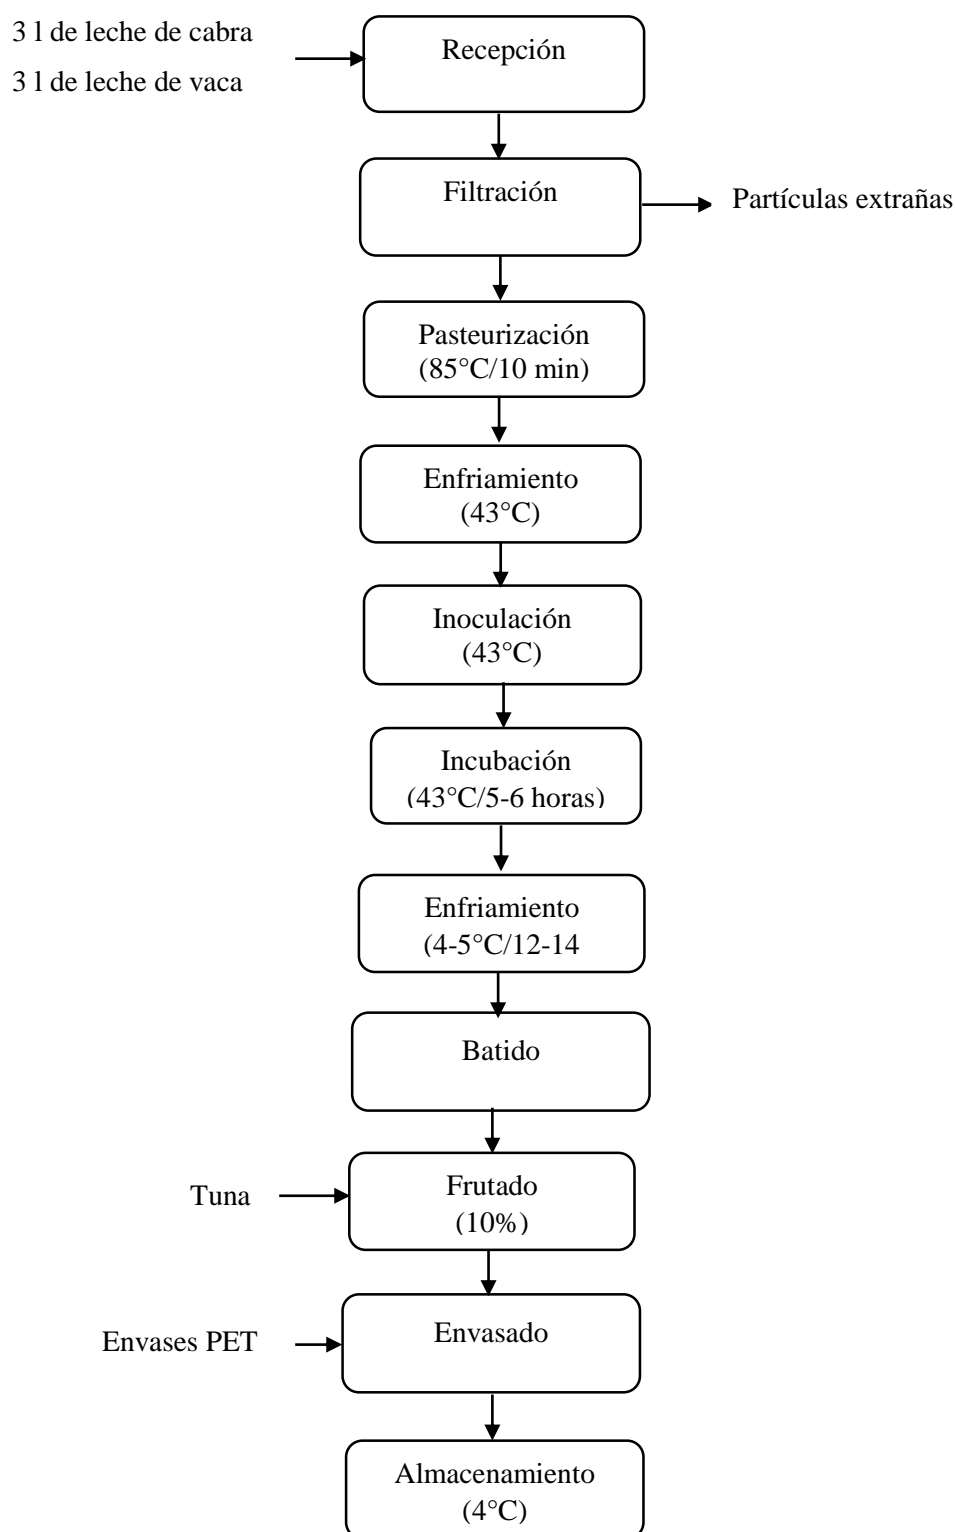 3 l de leche de cabra
3 l de leche de vaca
Recepción
Filtración
Partículas extrañas
Pasteurización
(85°C/10 min)
Enfriamiento
(43°C)
Inoculación
(43°C)
Incubación
(43°C/5-6 horas)
Enfriamiento
(4-5°C/12-14
Batido
Tuna
Frutado
(10%)
Envases PET
Envasado
Almacenamiento
(4°C)